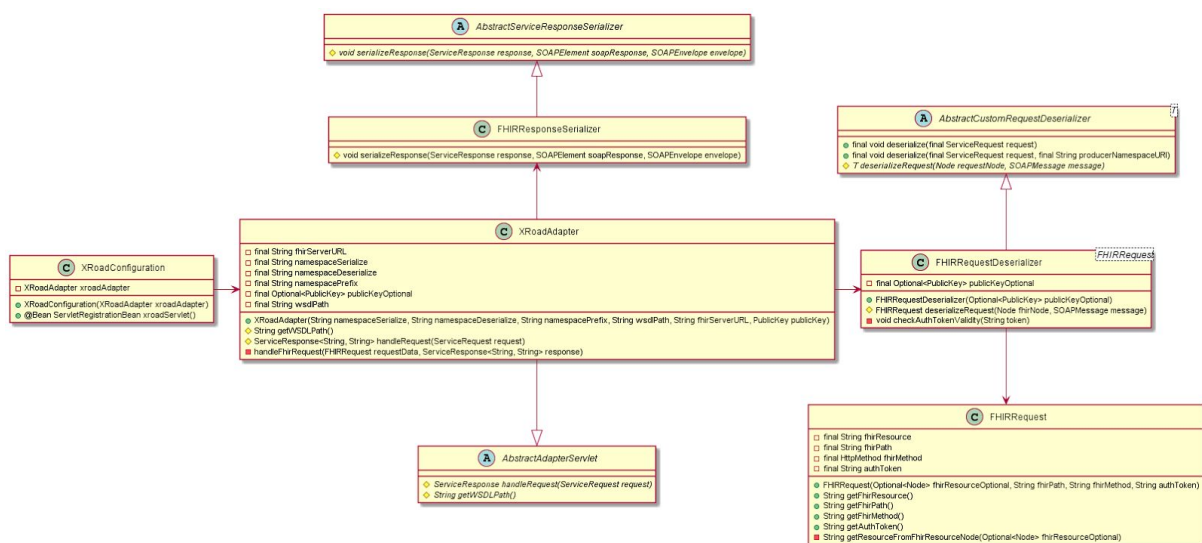 A AbstractServiceResponseSerializer
void serializeResponse(ServiceResponse response, SOAPElement soapResponse, SOAPEnvelope envelope)
C FHIRResponseSerializer
void serializeResponse(ServiceResponse response, SOAPElement soapResponse, SOAPEnvelope envelope)
T
A AbstractCustomRequestDeserializer
final void deserialize(final ServiceRequest request)
final void deserialize(final ServiceRequest request, final String producerNamespaceURI)
T deserializeRequest(Node requestNode, SOAPMessage message)
C XRoadConfiguration
XRoadAdapter xroadAdapter
XRoadConfiguration(XRoadAdapter xroadAdapter)
@Bean ServletRegistrationBean xroadServlet()
C XRoadAdapter
final String fhirServerURL
final String namespaceSerialize
final String namespaceDeserialize
final String namespacePrefix
final Optional<PublicKey> publicKeyOptional
final String wsdlPath
XRoadAdapter(String namespaceSerialize, String namespaceDeserialize, String namespacePrefix, String wsdlPath, String fhirServerURL, PublicKey publicKey)
String getWSDLPath()
ServiceResponse<String, String> handleRequest(ServiceRequest request)
handleFhirRequest(FHIRRequest requestData, ServiceResponse<String, String> response)
FHIRRequest
C FHIRRequestDeserializer
final Optional<PublicKey> publicKeyOptional
FHIRRequestDeserializer(Optional<PublicKey> publicKeyOptional)
FHIRRequest deserializeRequest(Node fhirNode, SOAPMessage message)
void checkAuthTokenValidity(String token)
A AbstractAdapterServlet
ServiceResponse handleRequest(ServiceRequest request)
String getWSDLPath()
C FHIRRequest
final String fhirResource
final String fhirPath
final HttpMethod fhirMethod
final String authToken
FHIRRequest(Optional<Node> fhirResourceOptional, String fhirPath, String fhirMethod, String authToken)
String getFhirResource()
String getFhirPath()
String getFhirMethod()
String getAuthToken()
String getResourceFromFhirResourceNode(Optional<Node> fhirResourceOptional)